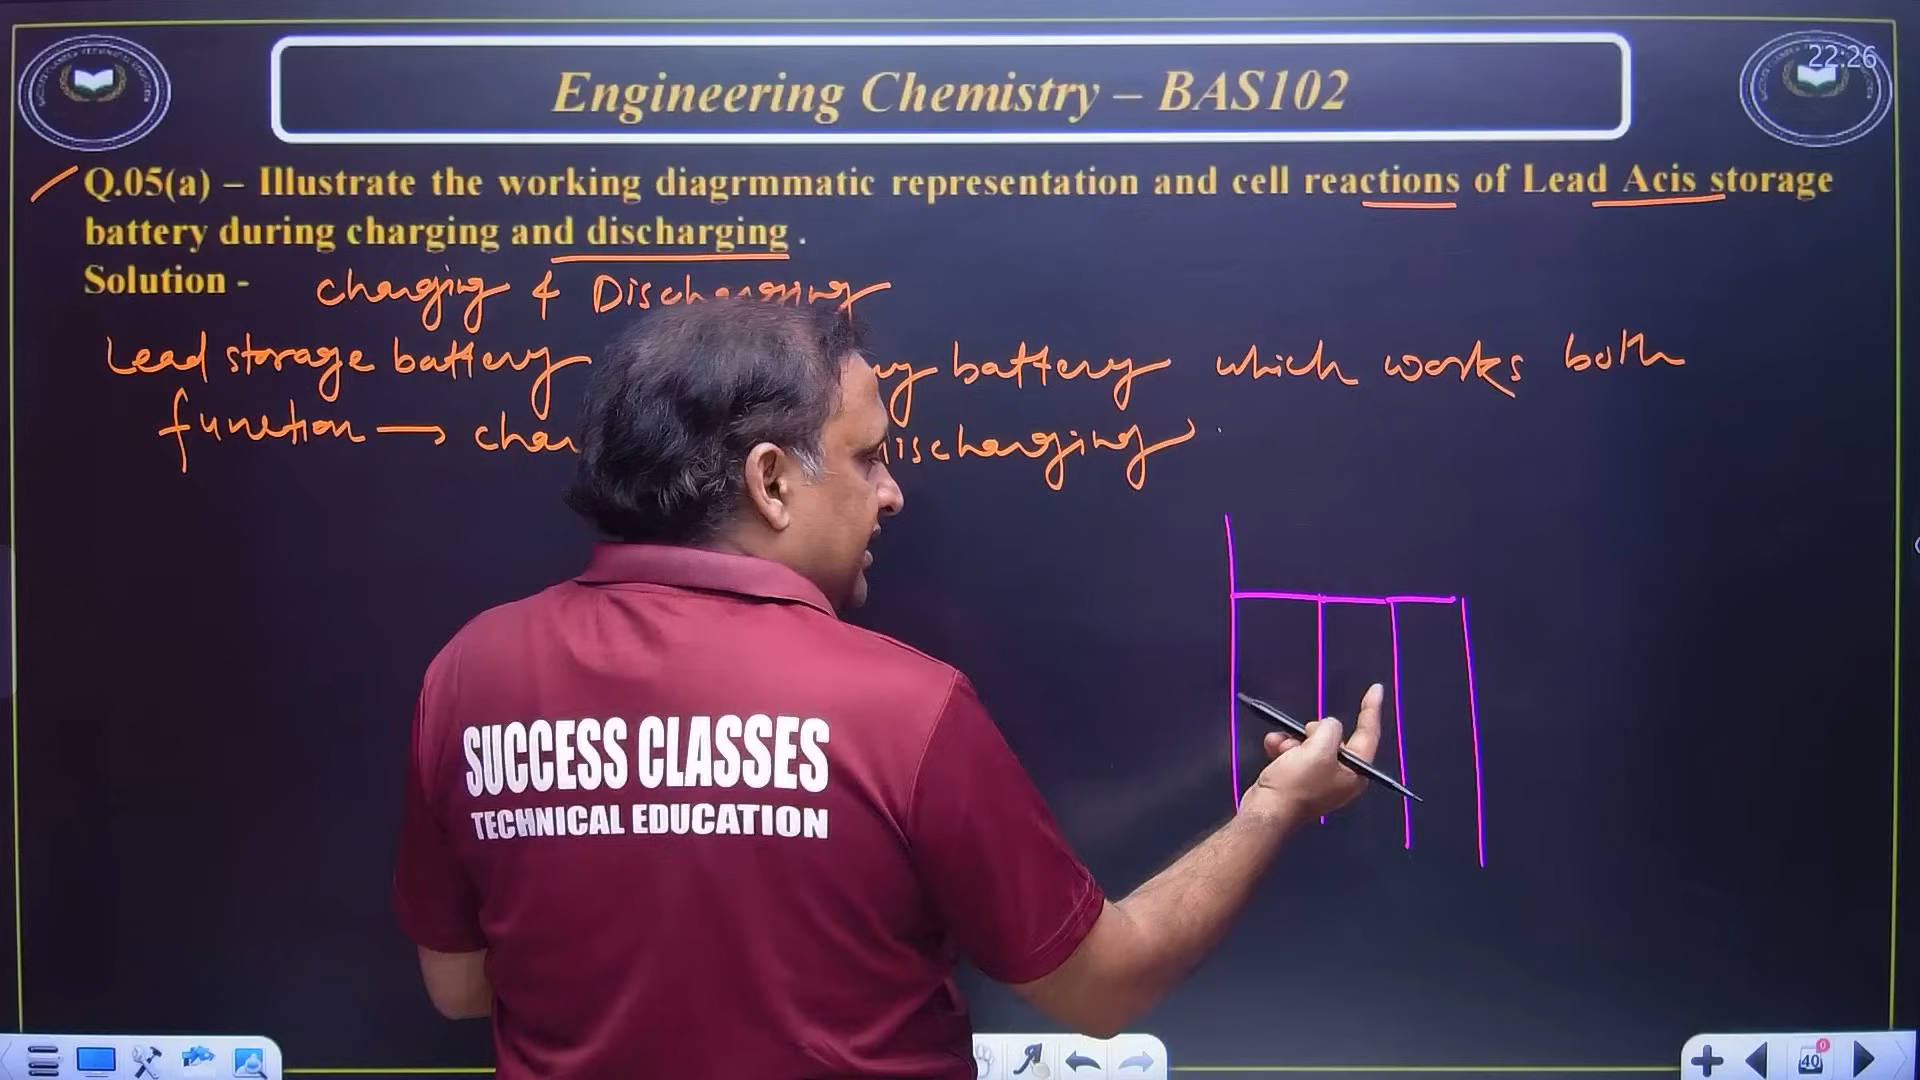 22:26
Engineering Chemistry – BAS102
Q.05(a) – Illustrate the working diagrmmatic representation and cell reactions of Lead Acis storage
battery during charging and discharging .
Solution - charging & Discharging
Lead storage battery battery which works both
function → discharging.
SUCCESS CLASSES
TECHNICAL EDUCATION
40
0